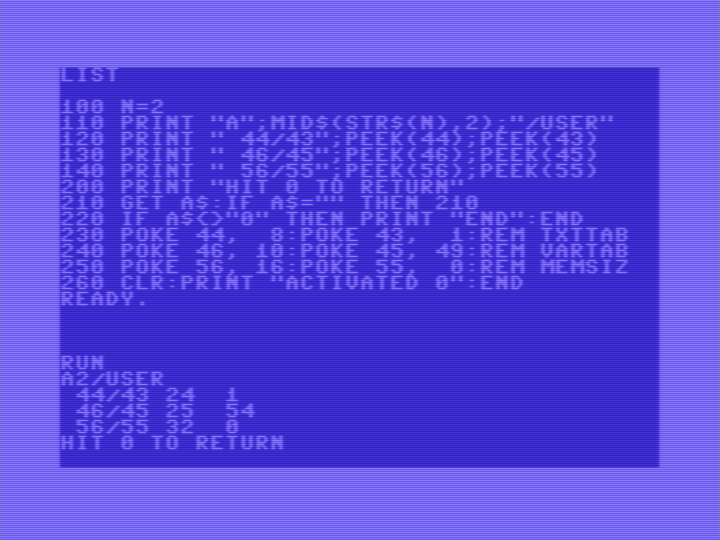 LIST
100 N=2
110 PRINT "A";MID$(STR$(N),2);"/USER"
120 PRINT " 44/43";PEEK(44);PEEK(43)
130 PRINT " 46/45";PEEK(46);PEEK(45)
140 PRINT " 56/55";PEEK(56);PEEK(55)
200 PRINT "HIT 0 TO RETURN"
210 GET A$:IF A$="" THEN 210
220 IF A$<>"0" THEN PRINT "END":END
230 POKE 44,  8:POKE 43,  1:REM TXTTAB
240 POKE 46, 10:POKE 45, 49:REM VARTAB
250 POKE 56, 16:POKE 55,  0:REM MEMSIZ
260 CLR:PRINT "ACTIVATED 0":END
READY.
RUN
A2/USER
 44/43 24  1
 46/45 25  54
 56/55 32  0
HIT 0 TO RETURN